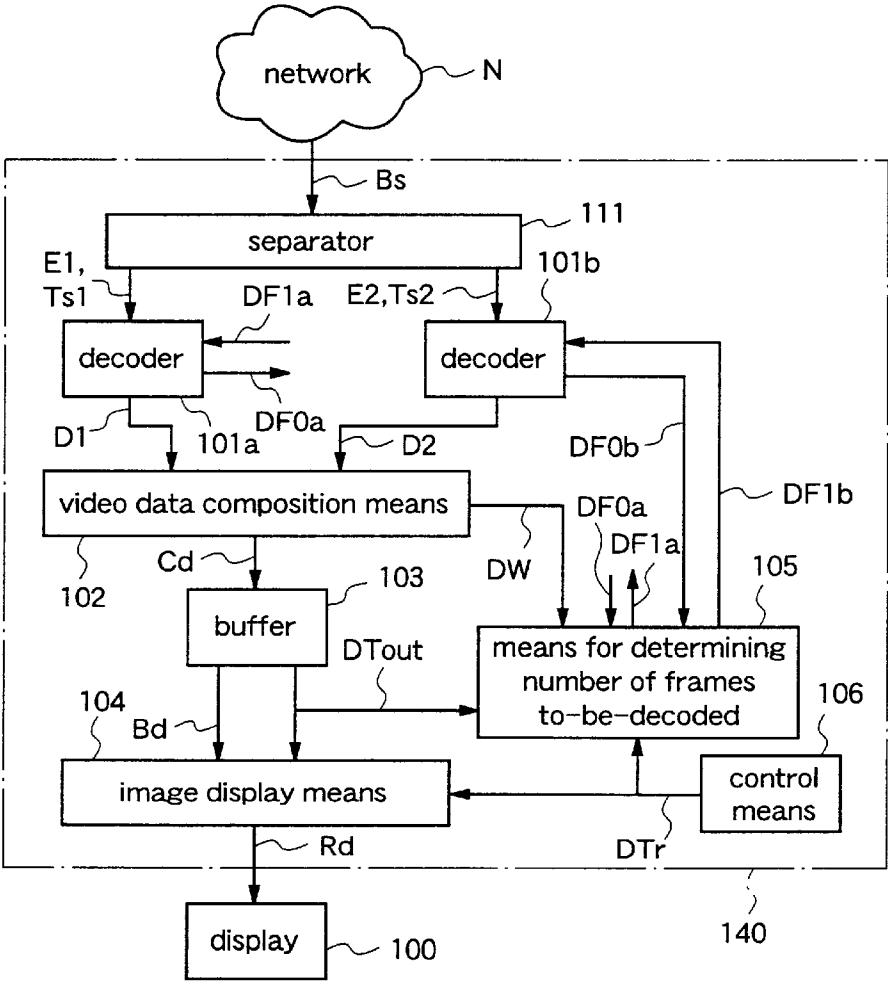 network
N
Bs
111
separator
E1,
Ts1
E2,Ts2
101b
DF1a
decoder
decoder
DF0a
D1
101a
D2
DF0b
DF1b
video data composition means
DF0a
DF1a
DW
102
Cd
103
105
buffer
means for determining
number of frames
to-be-decoded
DTout
106
104
Bd
image display means
control
means
DTr
Rd
display
100
140